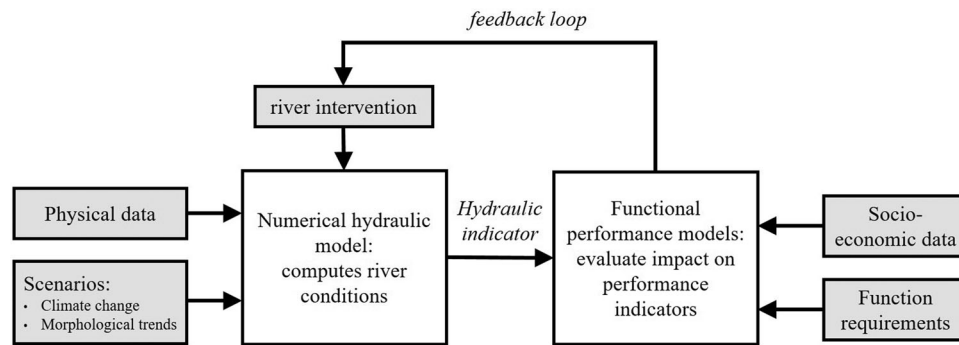 feedback loop
river intervention
Physical data
Scenarios:
• Climate change
• Morphological trends
Numerical hydraulic
model:
computes river
conditions
Hydraulic
indicator
Functional
performance models:
evaluate impact on
performance
indicators
Socio-
economic data
Function
requirements